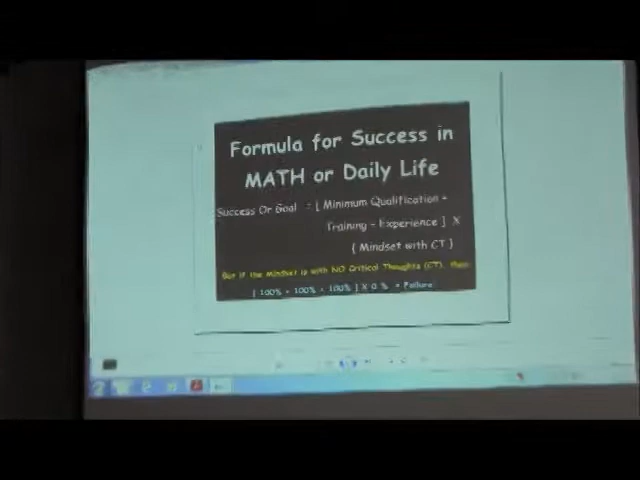 Formula for Success in
MATH or Daily Life
Success Or Goal = [ Minimum Qualification +
Training + Experience ] X
{ Mindset with CT }
But if the Mindset is with NO Critical Thoughts (CT), then
[ 100% + 100% + 100% ] X 0 % = Failure